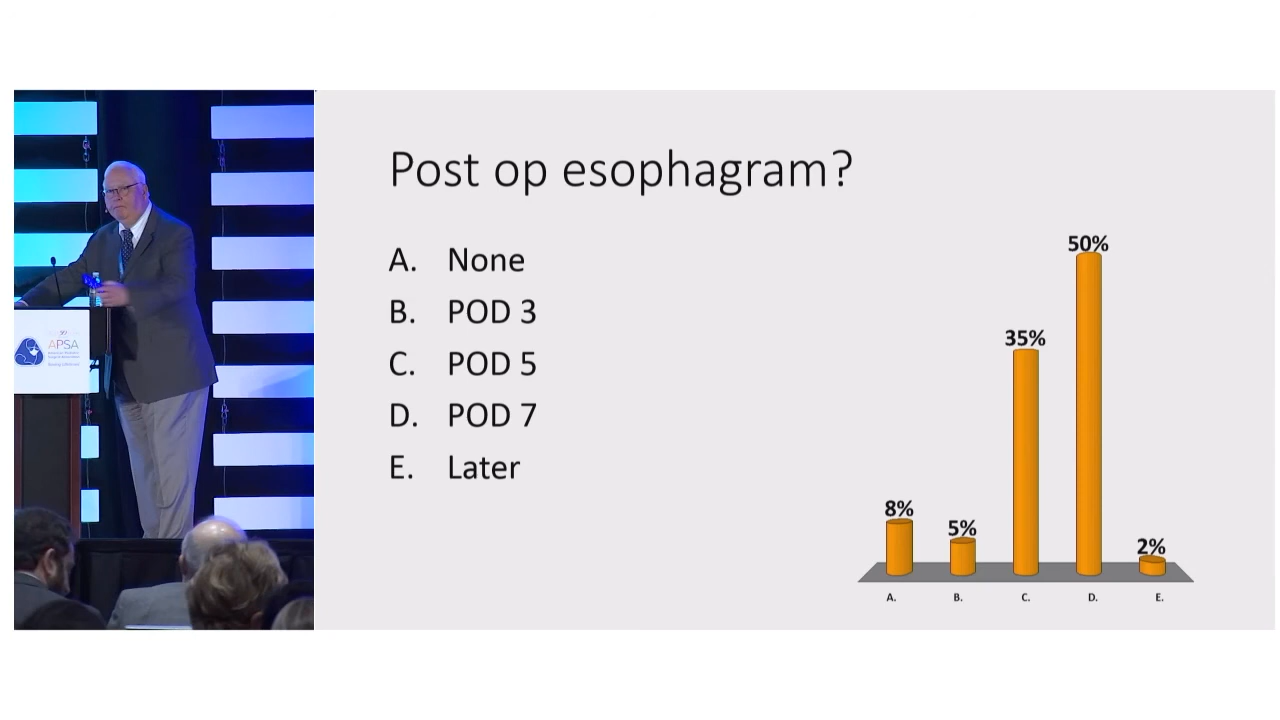 APSA
Post op esophagram?
A. None
B. POD 3
C. POD 5
D. POD 7
E. Later
8%
5%
35%
50%
2%
A. B. C. D. E.